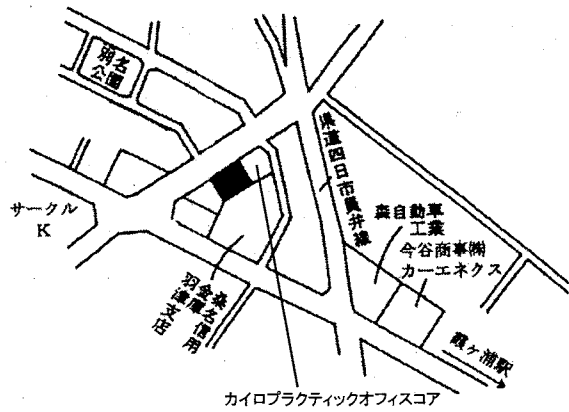 別名
公園
県道四日市員弁線
サークル
K
森自動車
工業
今谷商事㈱
カーエネクス
桑名信用
金庫
羽津支店
霞ヶ浦駅
カイロプラクティックオフィスコア